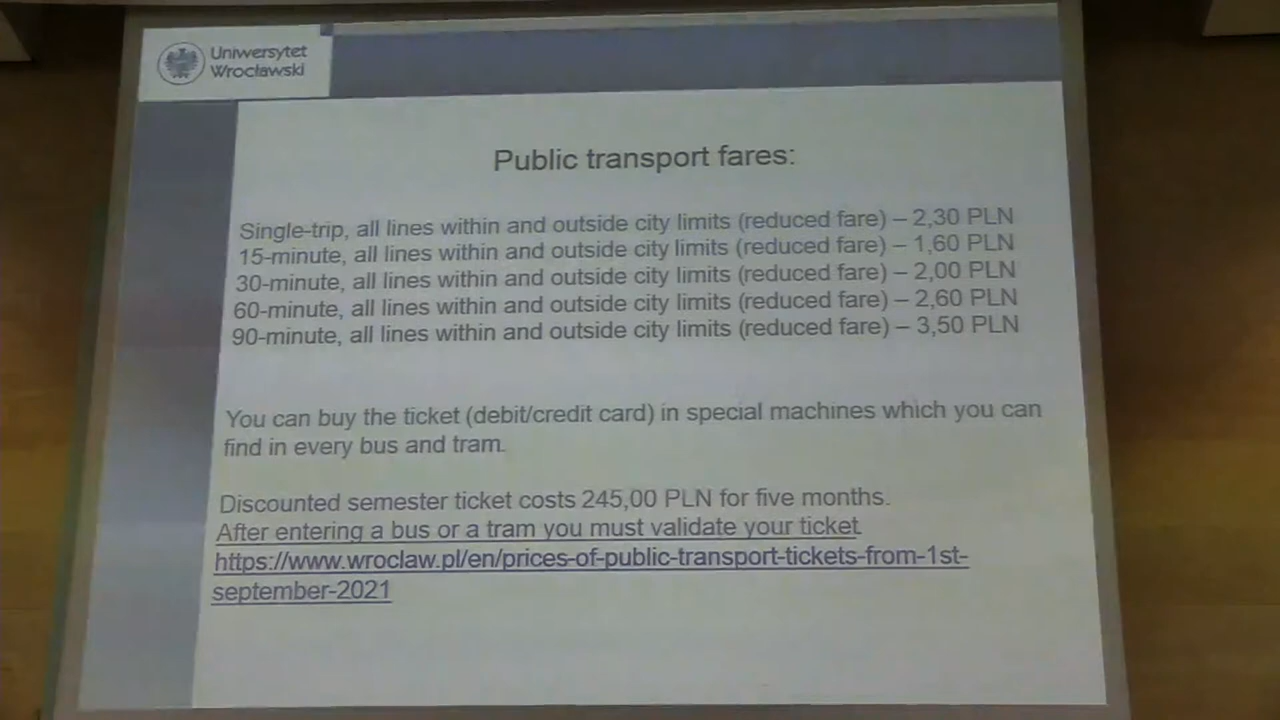 Uniwersytet
Wrocławski
Public transport fares:
Single-trip, all lines within and outside city limits (reduced fare) – 2,30 PLN
15-minute, all lines within and outside city limits (reduced fare) – 1,60 PLN
30-minute, all lines within and outside city limits (reduced fare) – 2,00 PLN
60-minute, all lines within and outside city limits (reduced fare) – 2,60 PLN
90-minute, all lines within and outside city limits (reduced fare) – 3,50 PLN
You can buy the ticket (debit/credit card) in special machines which you can
find in every bus and tram.
Discounted semester ticket costs 245,00 PLN for five months.
After entering a bus or a tram you must validate your ticket
https://www.wroclaw.pl/en/prices-of-public-transport-tickets-from-1st-
september-2021